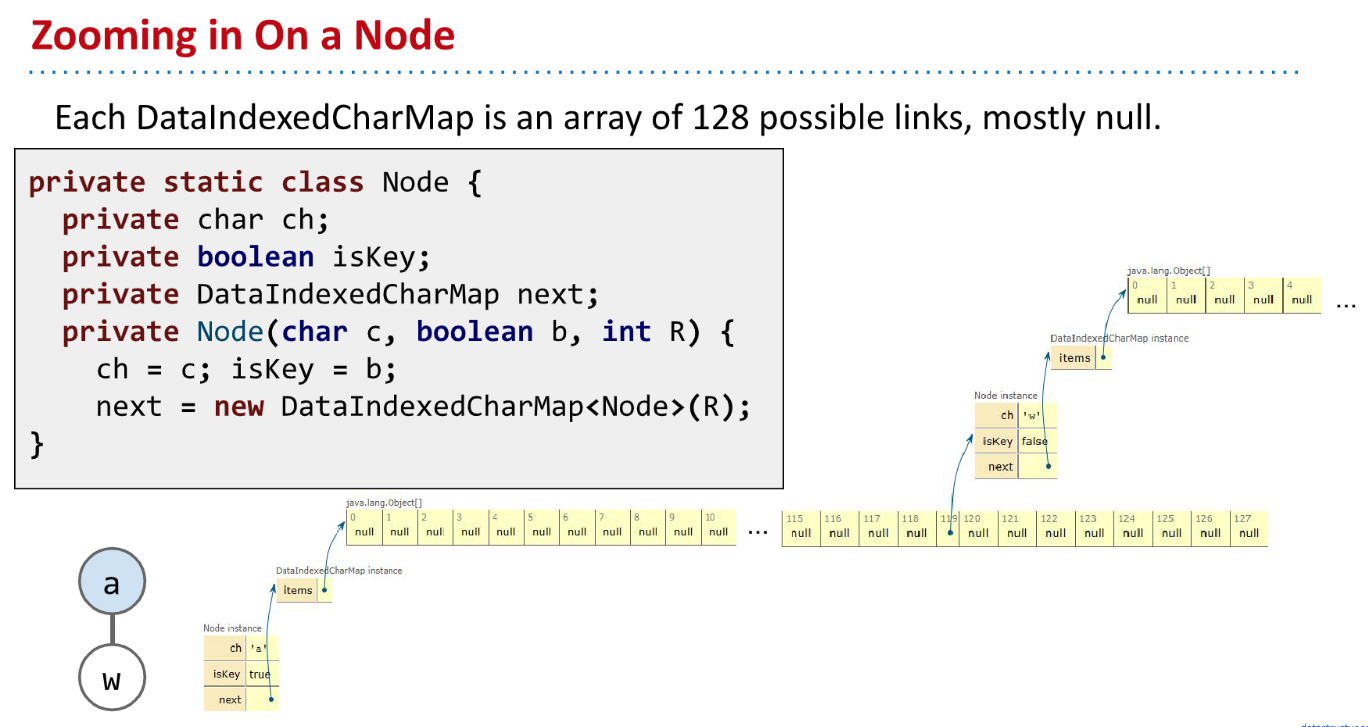 Zooming in On a Node
Each DataIndexedCharMap is an array of 128 possible links, mostly null.
private static class Node {
private char ch;
private boolean isKey;
private DataIndexedCharMap next;
private Node(char c, boolean b, int R) {
ch = c; isKey = b;
next = new DataIndexedCharMap<Node>(R);
}
java.lang.Object[]
0 1 2 3 4
null null null null null ...
DataIndexedCharMap instance
items
Node instance
ch 'w'
isKey false
next
java.lang.Object[]
0 1 2 3 4 5 6 7 8 9 10
null null null null null null null null null null null ...
115 116 117 118 119 120 121 122 123 124 125 126 127
null null null null null null null null null null null null
DataIndexedCharMap instance
items
Node instance
ch 'a'
isKey true
next
a
w